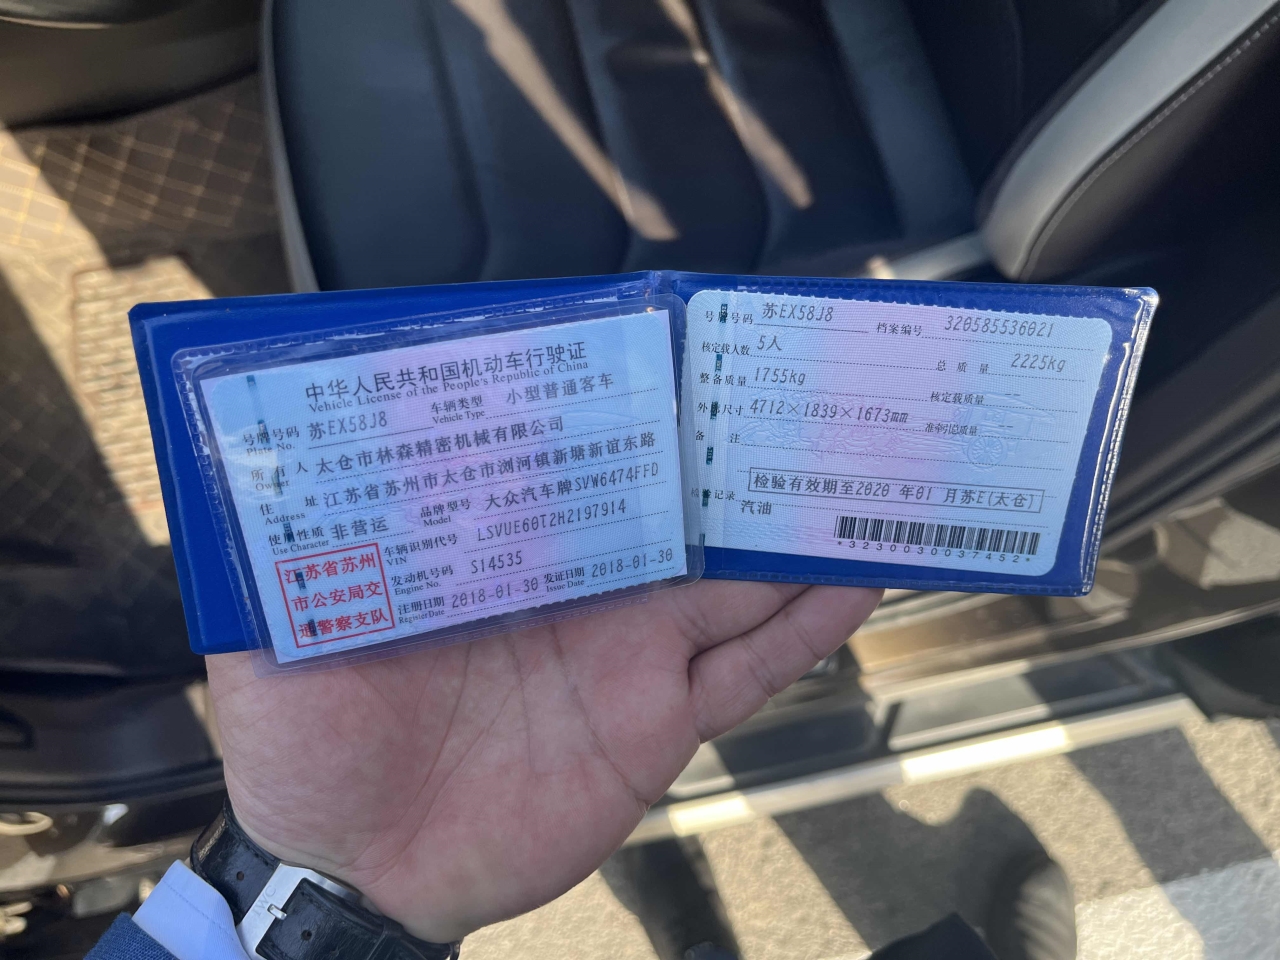 中华人民共和国机动车行驶证
Vehicle License of the People's Republic of China
号牌号码 苏EX58J8 车辆类型 小型普通客车
Plate No. Vehicle Type
所有人 太仓市林森精密机械有限公司
Owner
住址 江苏省苏州市太仓市浏河镇新塘新谊东路
Address
使用性质 非营运 品牌型号 大众汽车牌SVW6474FFD
Use Character Model
江苏省苏州
市公安局交
通警察支队
车辆识别代号 LSVUE60T2H2197914
VIN
发动机号码 S14535
Engine No.
注册日期 2018-01-30 发证日期 2018-01-30
Register Date Issue Date
号牌号码 苏EX58J8 档案编号 320585536021
核定载人数 5人 总质量 2225kg
整备质量 1755kg 核定载质量 --
外廓尺寸 4712×1839×1673mm 准牵引总质量 --
备注
检验有效期至2020 年01 月苏E(太仓)
检验记录
汽油
*3230030037452*
IWC